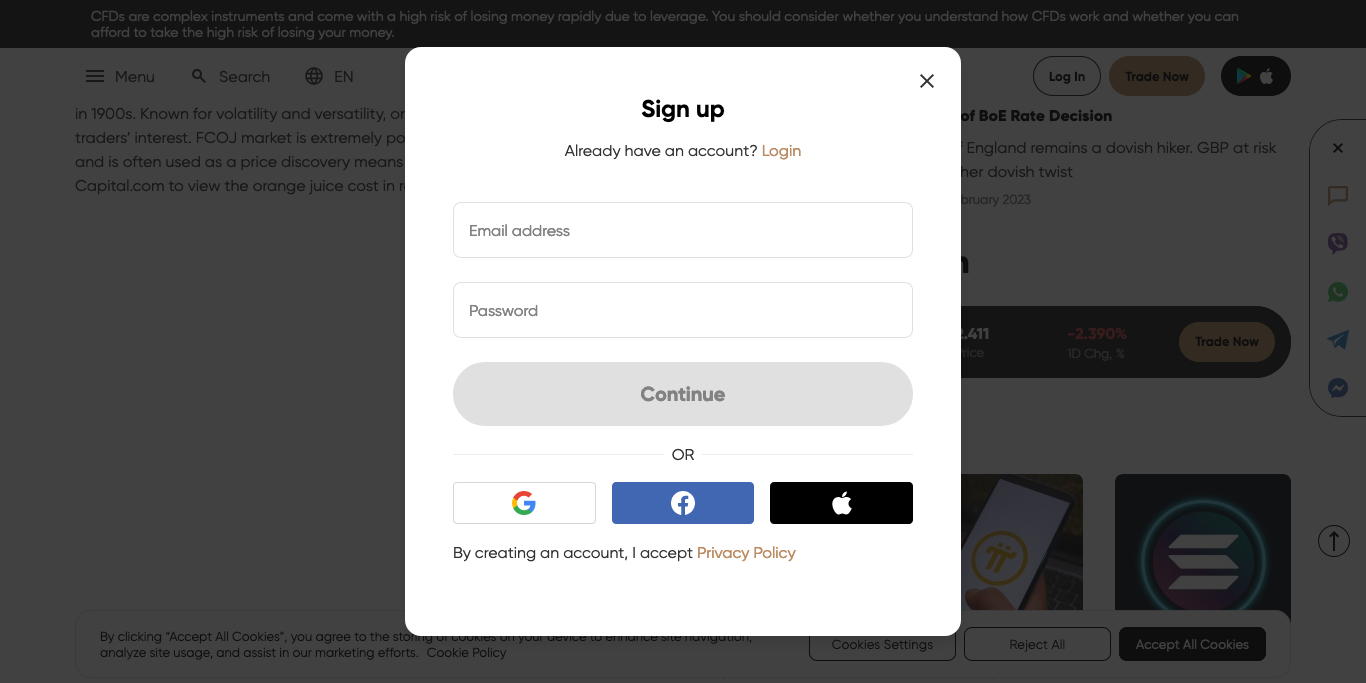 CFDs are complex instruments and come with a high risk of losing money rapidly due to leverage. You should consider whether you understand how CFDs work and whether you can
afford to take the high risk of losing your money.
Menu
Search
EN
Log In
Trade Now
in 1900s. Known for volatility and versatility,
traders' interest. FCOJ market is extremely
and is often used as a price discovery means
Capital.com to view the orange juice cost in
of BoE Rate Decision
England remains a dovish hiker. GBP at risk
dovish twist
2023
Sign up
Already have an account? Login
Email address
Password
Continue
OR
By creating an account, I accept Privacy Policy
2.411
-2.390%
1D Chg, %
Trade Now
By clicking "Accept All Cookies", you agree to the storing of cookies on your device to enhance site navigation,
analyze site usage, and assist in our marketing efforts. Cookie Policy
Cookies Settings
Reject All
Accept All Cookies